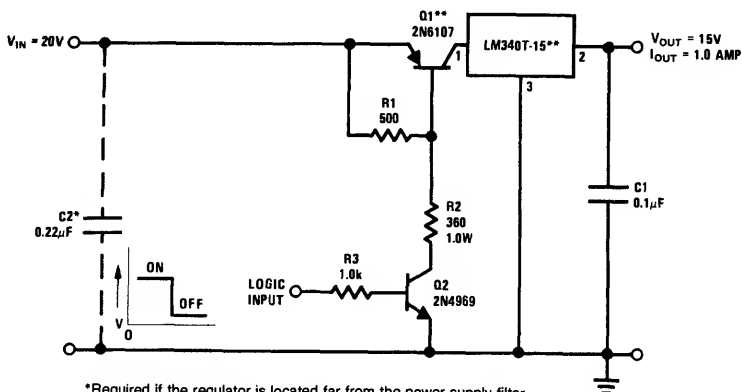 Q1**
2N6107
V_IN = 20V
1
LM340T-15**
2
3
V_OUT = 15V
I_OUT = 1.0 AMP
R1
500
C2*
0.22µF
R2
360
1.0W
C1
0.1µF
ON
OFF
V
0
R3
1.0k
LOGIC
INPUT
Q2
2N4969
*Required if the regulator is located far from the power supply filter